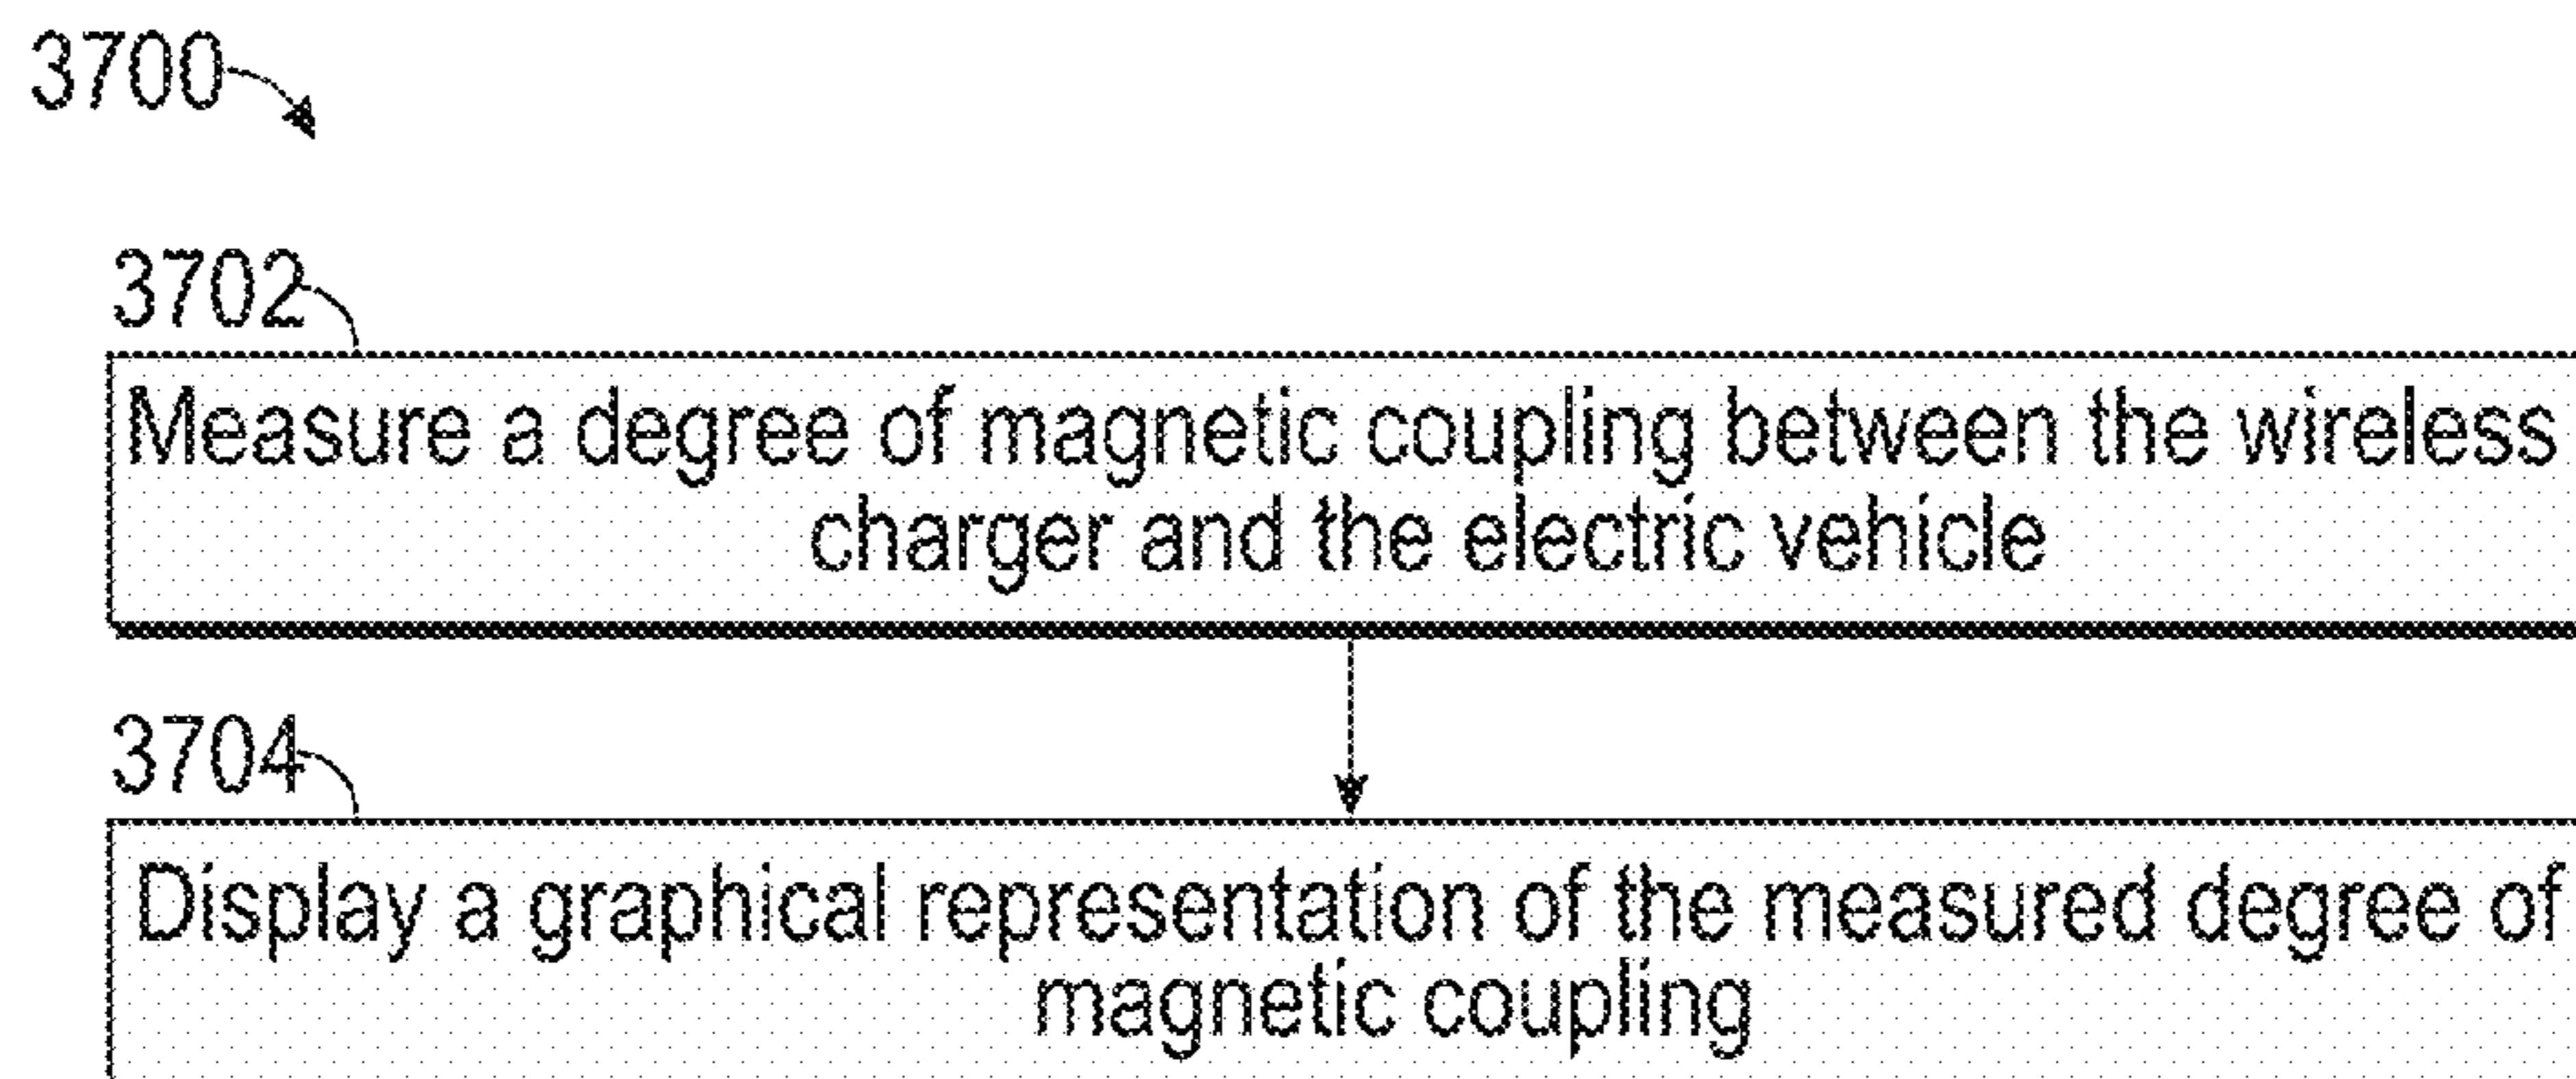 3700
3702
Measure a degree of magnetic coupling between the wireless
charger and the electric vehicle
3704
Display a graphical representation of the measured degree of
magnetic coupling